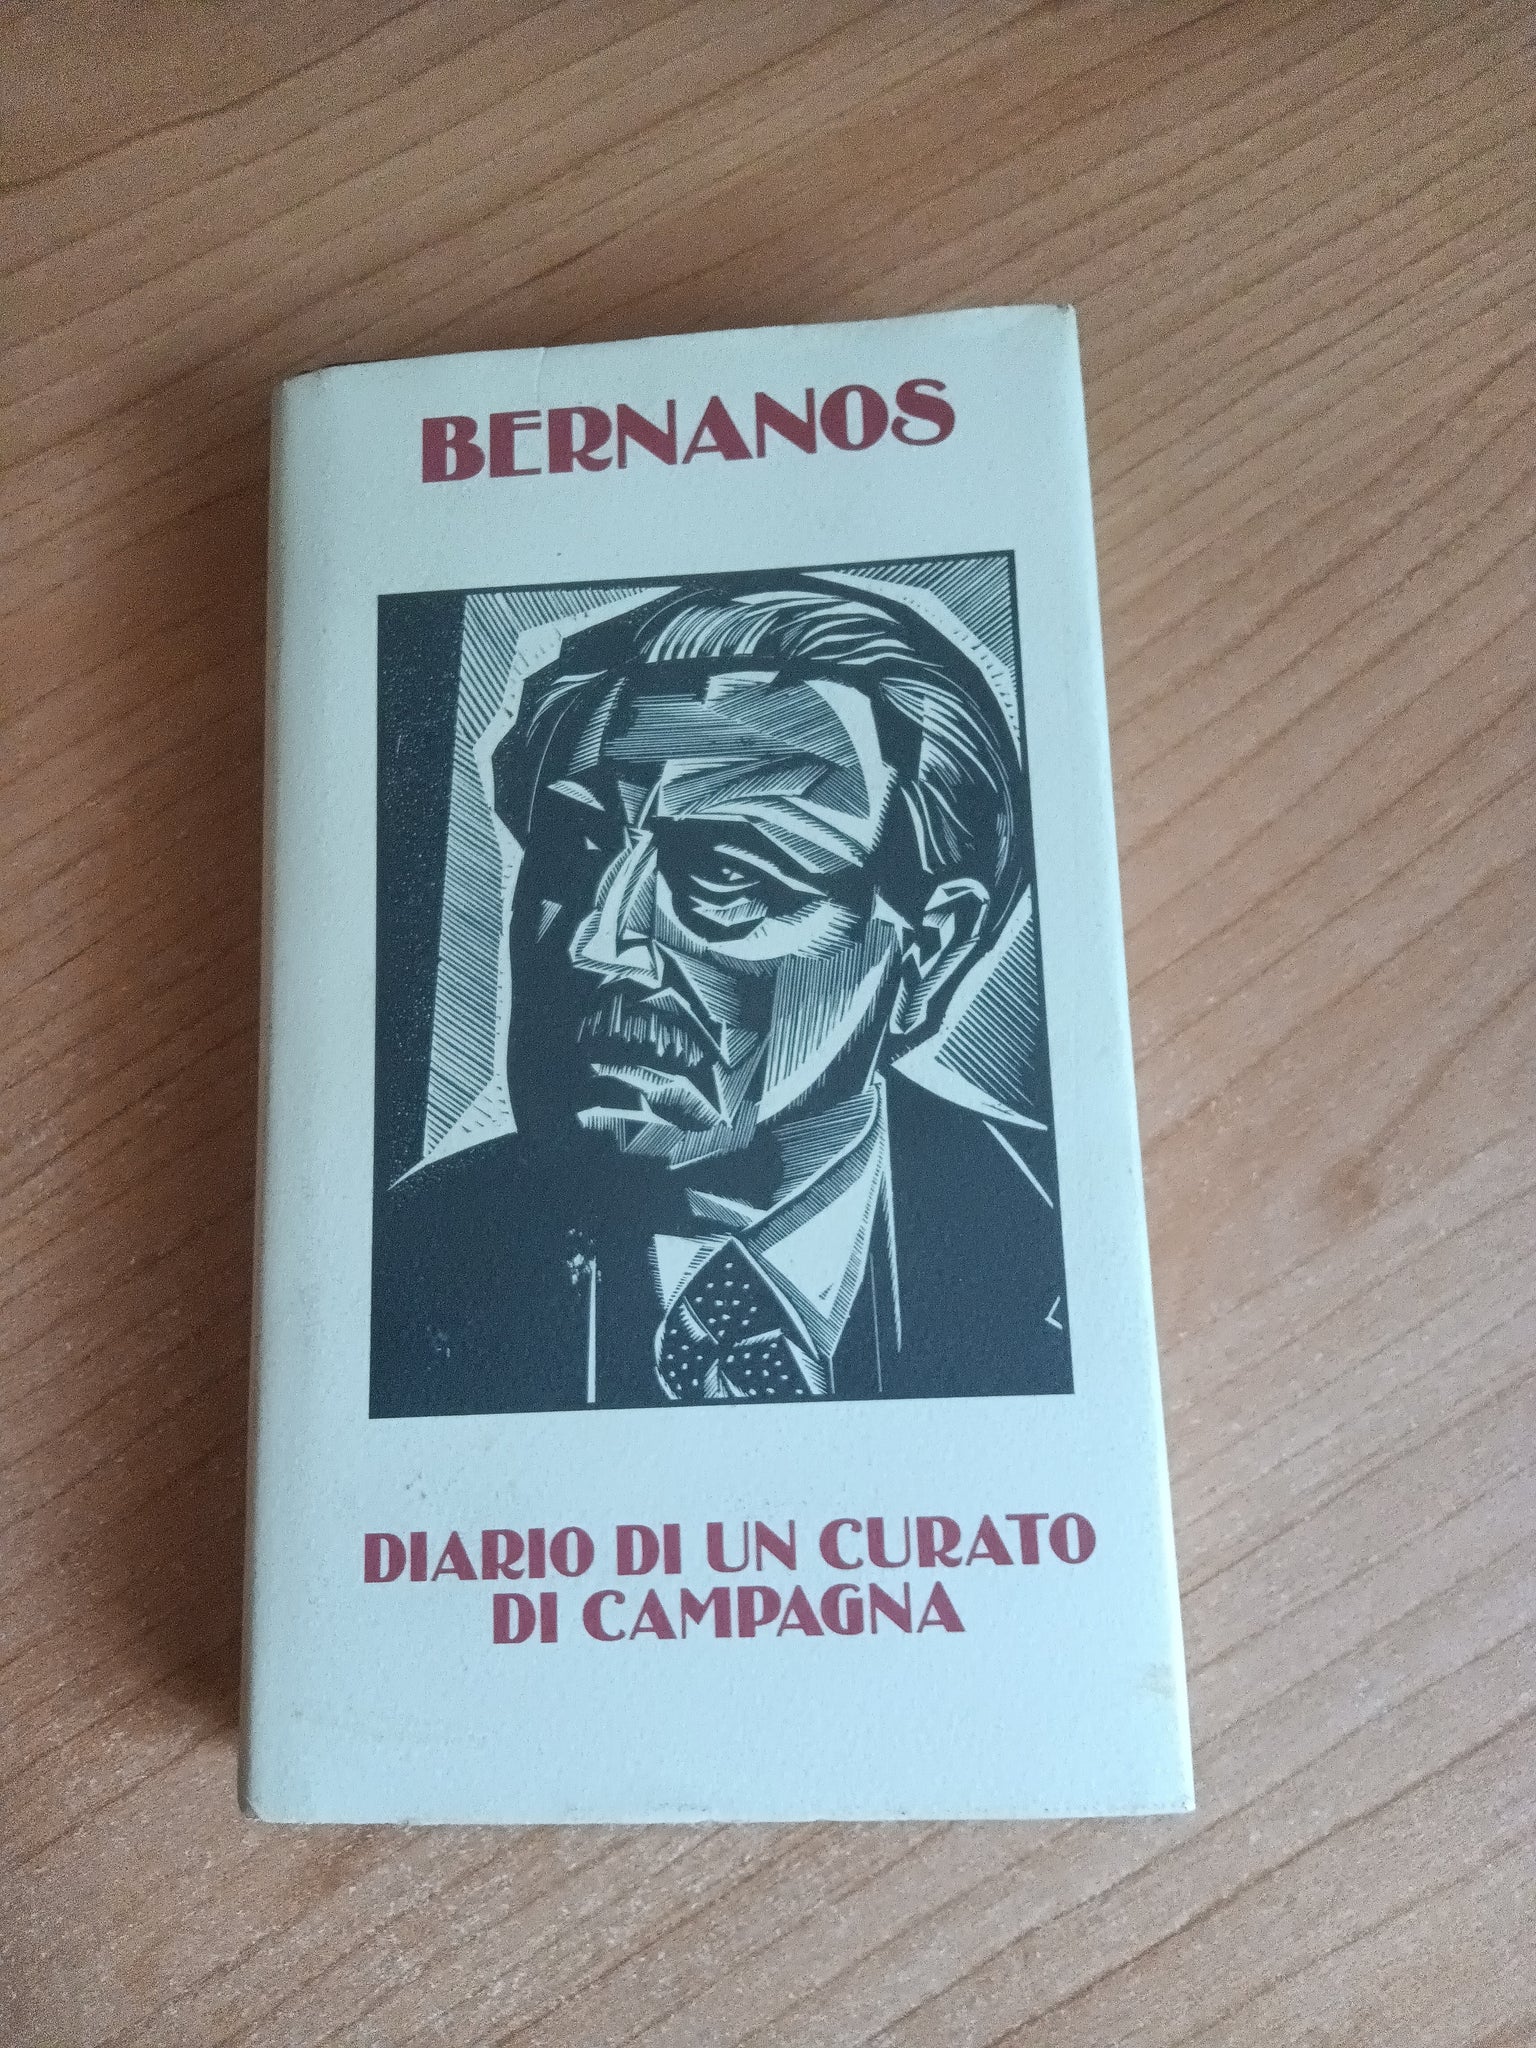 BERNANOS
DIARIO DI UN CURATO
DI CAMPAGNA